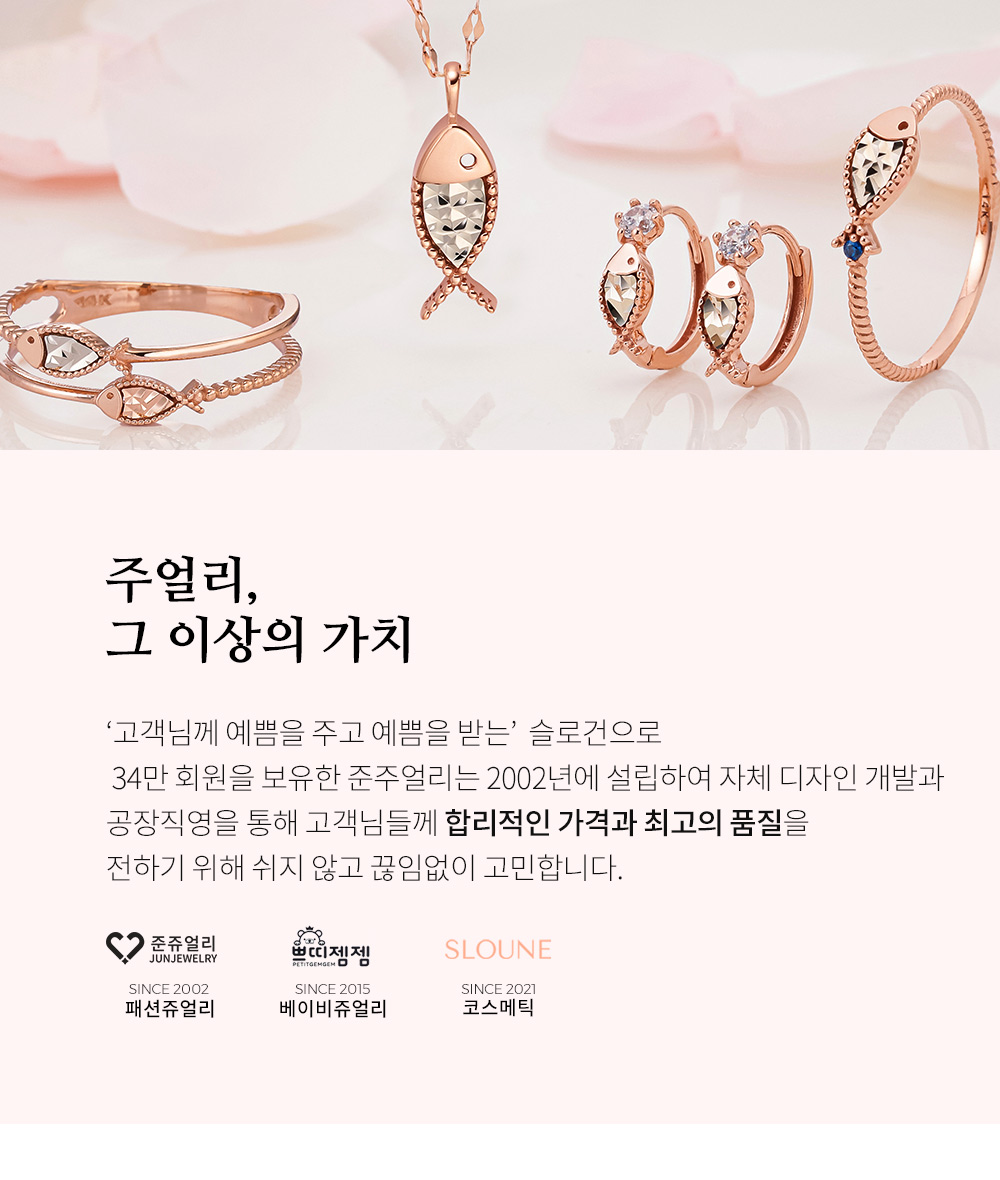 14K
주얼리,
그 이상의 가치
‘고객님께 예쁨을 주고 예쁨을 받는’ 슬로건으로
34만 회원을 보유한 준주얼리는 2002년에 설립하여 자체 디자인 개발과
공장직영을 통해 고객님들께 합리적인 가격과 최고의 품질을
전하기 위해 쉬지 않고 끊임없이 고민합니다.
준쥬얼리
JUNJEWELRY
SINCE 2002
패션쥬얼리
쁘띠젬젬
PETITGEMGEM
SINCE 2015
베이비쥬얼리
SLOUNE
SINCE 2021
코스메틱